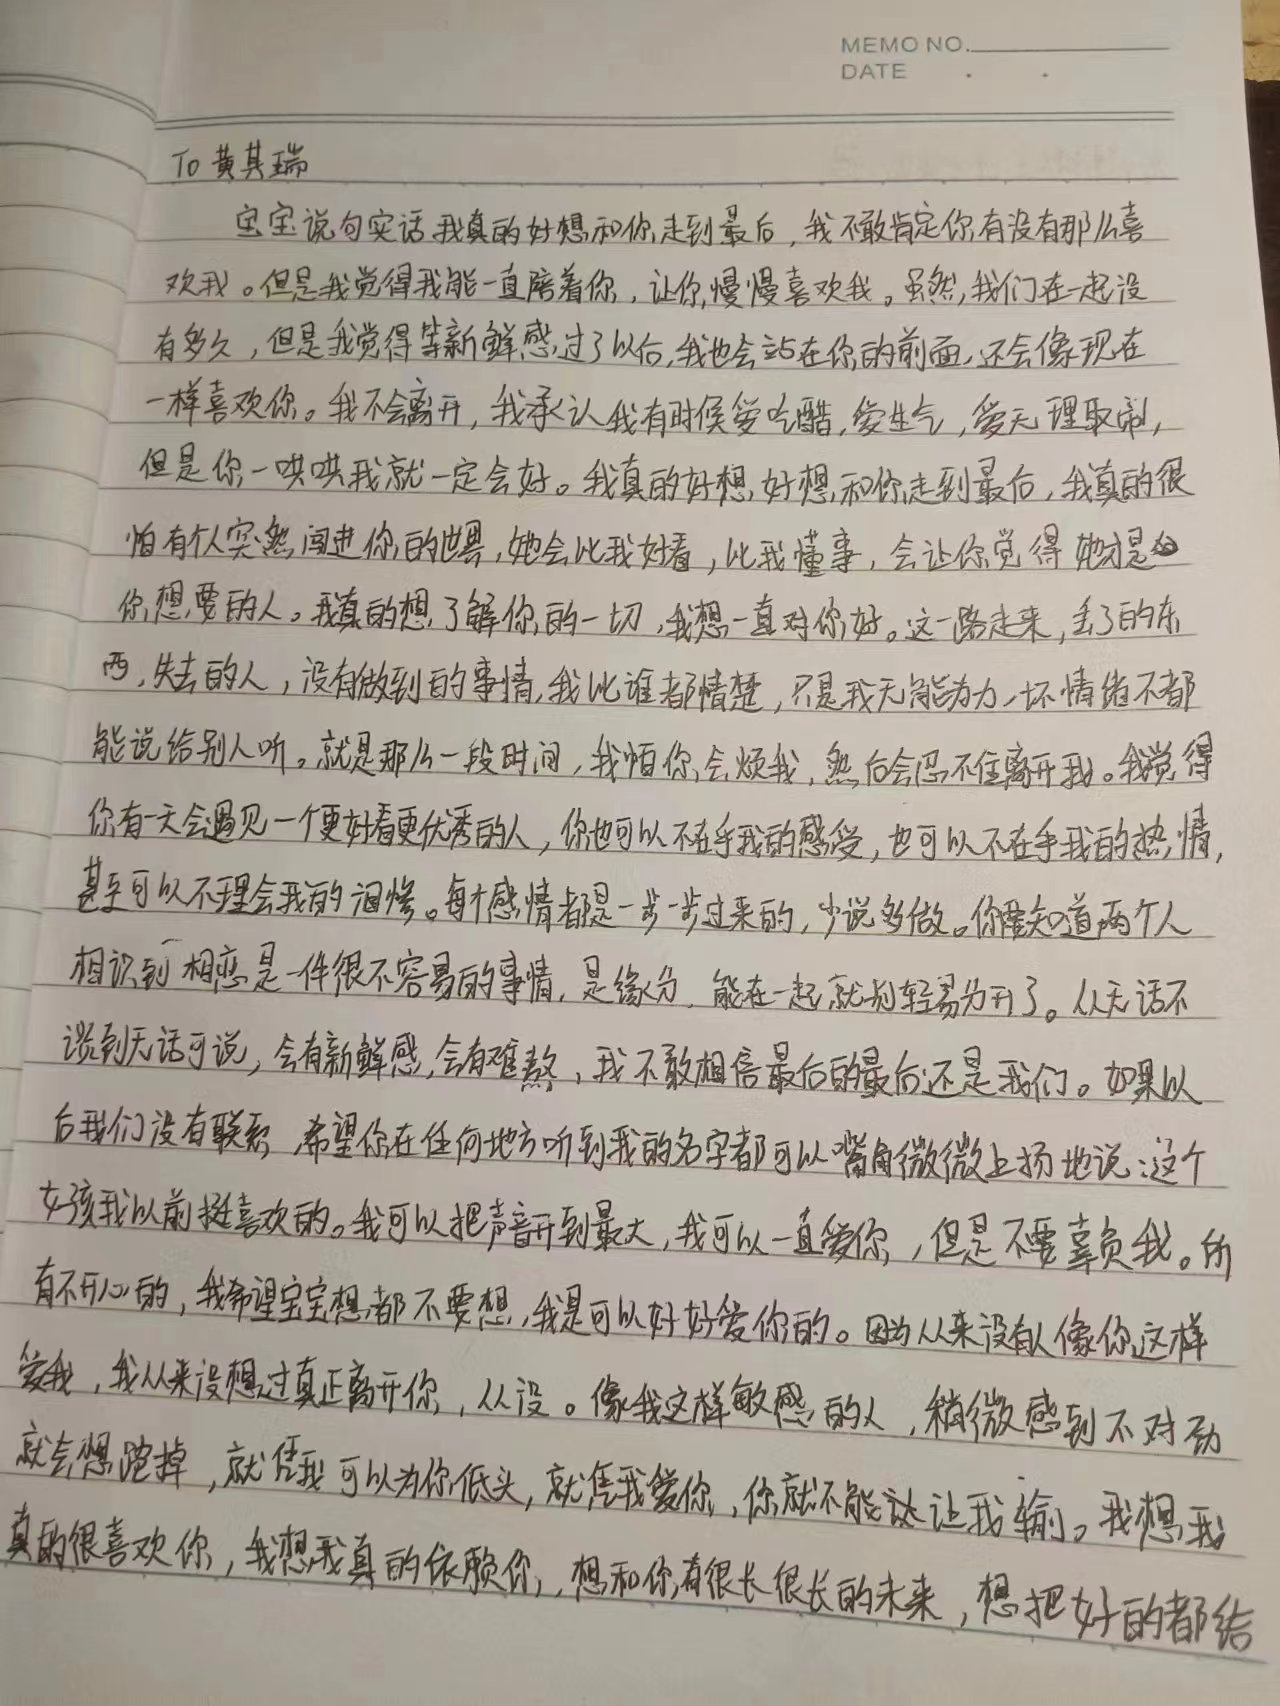 MEMO NO.
DATE
To 黄其瑞
宝宝说句实话我真的好想和你走到最后，我不敢肯定你有没有那么喜
欢我。但是我觉得我能一直陪着你，让你慢慢喜欢我。虽然我们在一起没
有多久，但是我觉得等新鲜感过了以后，我也会站在你的前面，还会像现在
一样喜欢你。我不会离开，我承认我有时候爱吃醋，爱生气，爱无理取闹，
但是你一哄哄我就一定会好。我真的好想好想和你走到最后，我真的很
怕有个人突然闯进你的世界，她会比我好看，比我懂事，会让你觉得她才是
你想要的人。我真的想了解你的一切，我想一直对你好。这一路走来，丢了的东
西，失去的人，没有做到的事情，我比谁都清楚，只是我无能为力，坏情绪不都
能说给别人听。就是那么一段时间，我怕你会烦我，然后会忍不住离开我。我觉得
你有一天会遇见一个更好看更优秀的人，你也可以不在乎我的感受，也可以不在乎我的热情，
甚至可以不理会我的。每个感情都是一步一步过来的，少说多做。你要知道两个人
相识到相恋是一件很不容易的事情，是缘分，能在一起就别轻易分开了。从无话不
谈到无话可说，会有新鲜感，会有难熬，我不敢相信最后的最后还是我们。如果以
后我们没有联系，希望你在任何地方听到我的名字都可以嘴角微微上扬地说：这个
女孩我以前挺喜欢的。我可以把声音开到最大，我可以一直爱你，但是不要辜负我。所
有不开心的，我希望宝宝想都不要想，我是可以好好爱你的。因为从来没有人像你这样
爱我，我从来没想过真正离开你，从没。像我这样敏感的人，稍微感到不对劲
就会想跑掉，就凭我可以为你低头，就凭我爱你，你就不能让我输。我想我
真的很喜欢你，我想我真的依赖你，想和你有很长很长的未来，想把好的都给